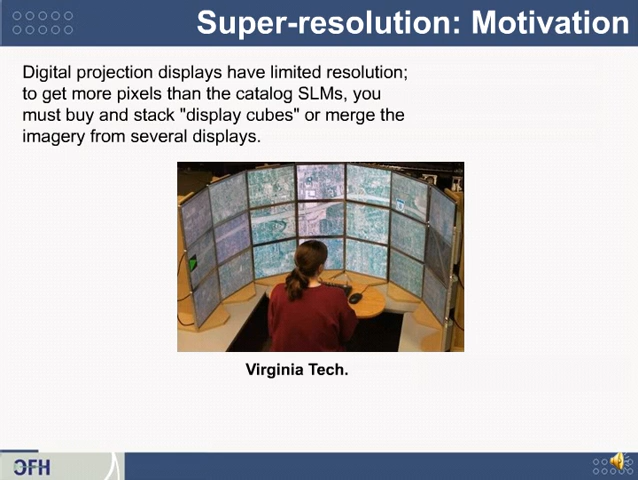 Super-resolution: Motivation
Digital projection displays have limited resolution;
to get more pixels than the catalog SLMs, you
must buy and stack "display cubes" or merge the
imagery from several displays.
Virginia Tech.
OFH